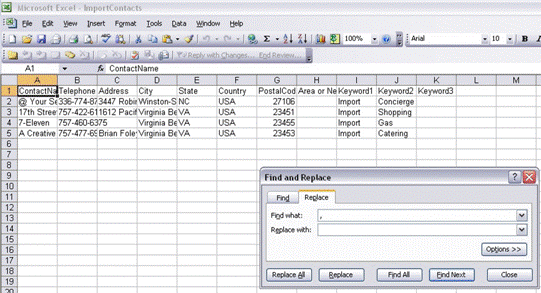 Microsoft Excel - ImportContacts
File Edit View Insert Format Tools Data Window Help
100% Arial 10 B
Reply with Changes... End Review...
A1 fx ContactName
A B C D E F G H I J K L M
1 ContactNa Telephone Address City State Country PostalCod Area or Ne Keyword1 Keyword2 Keyword3
2 @ Your Se 336-774-87 3447 Robin Winston-S NC USA 27106 Import Concierge
3 17th Stree 757-422-61 1612 Pacif Virginia Be VA USA 23451 Import Shopping
4 7-Eleven 757-460-6375 Virginia Be VA USA 23455 Import Gas
5 A Creative 757-477-69 Brian Foley Virginia Be VA USA 23453 Import Catering
6
7
8
9
10
11
12
13
14
15
16
17
18
19
Find and Replace
Find Replace
Find what: ,
Replace with:
Options >>
Replace All Replace Find All Find Next Close